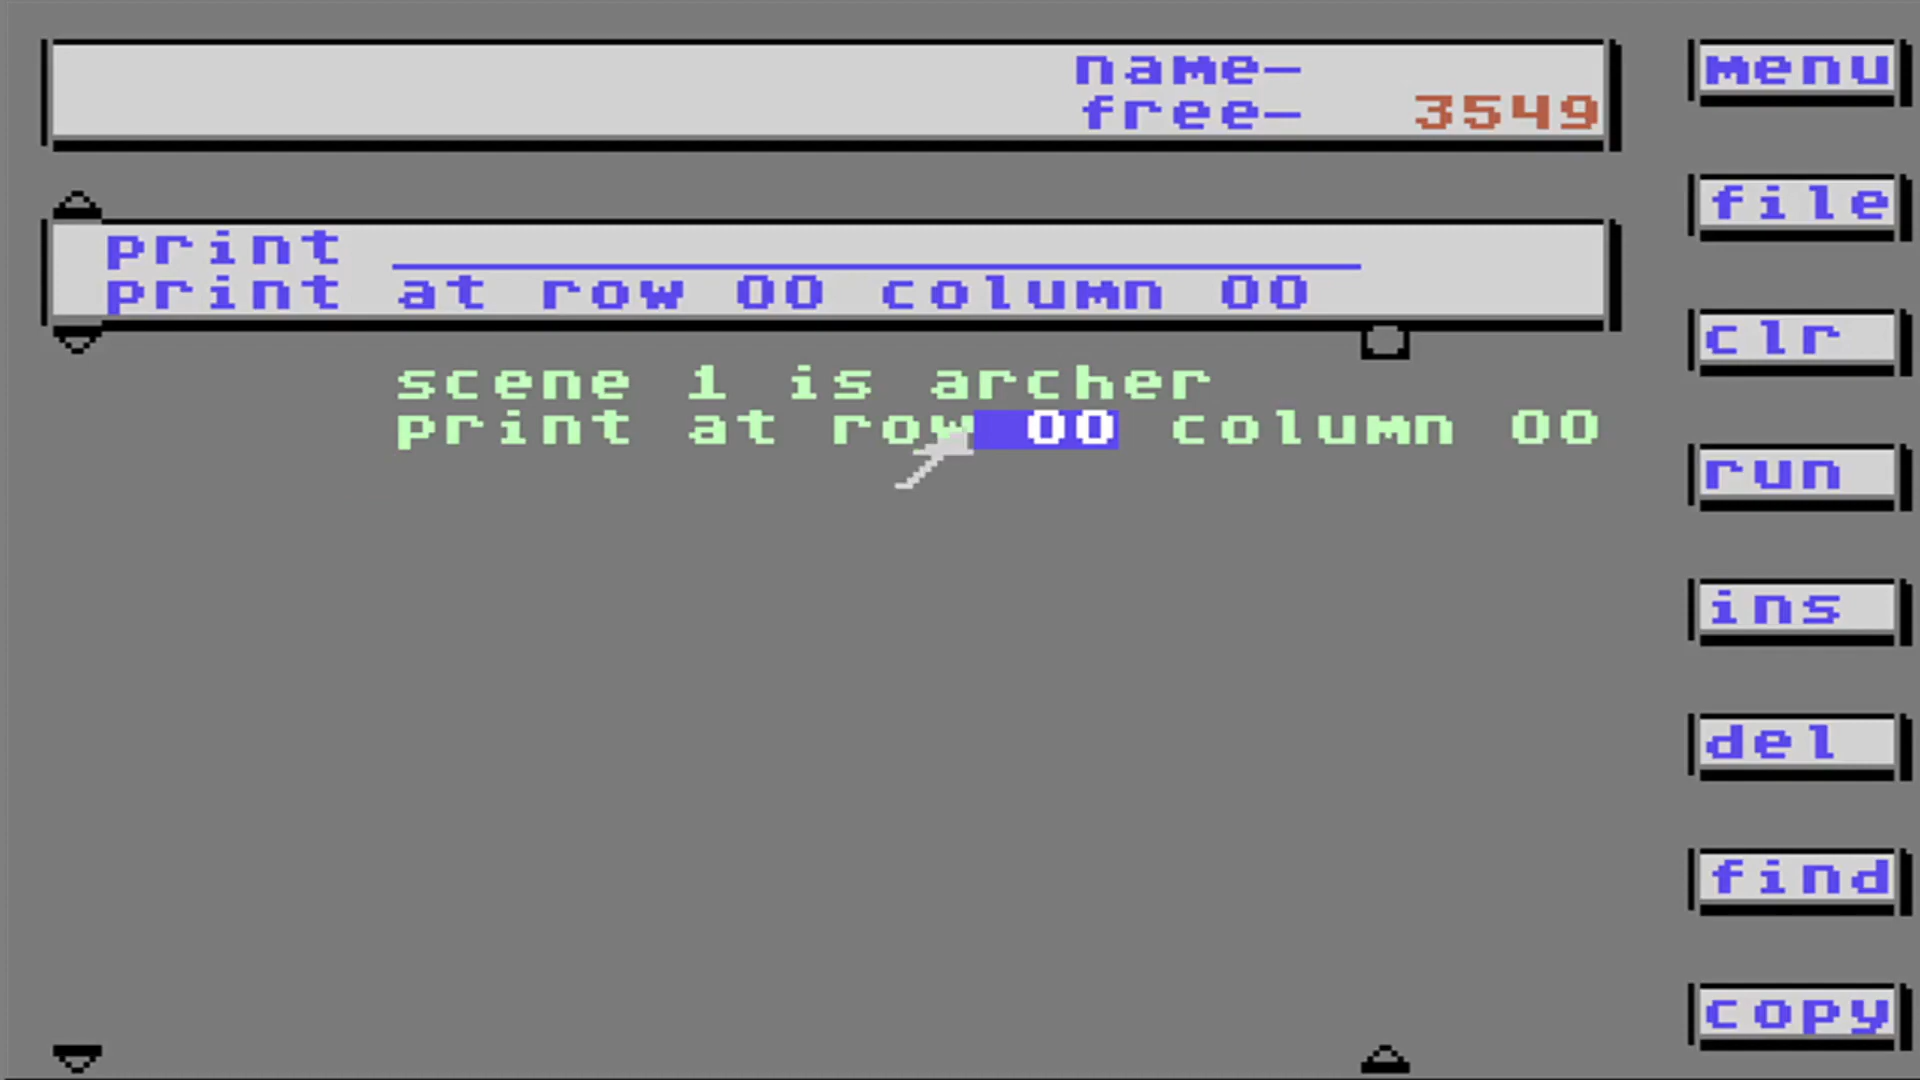 name-
free- 3549
print
print at row 00 column 00
scene 1 is archer
print at row 00 column 00
menu
file
clr
run
ins
del
find
copy